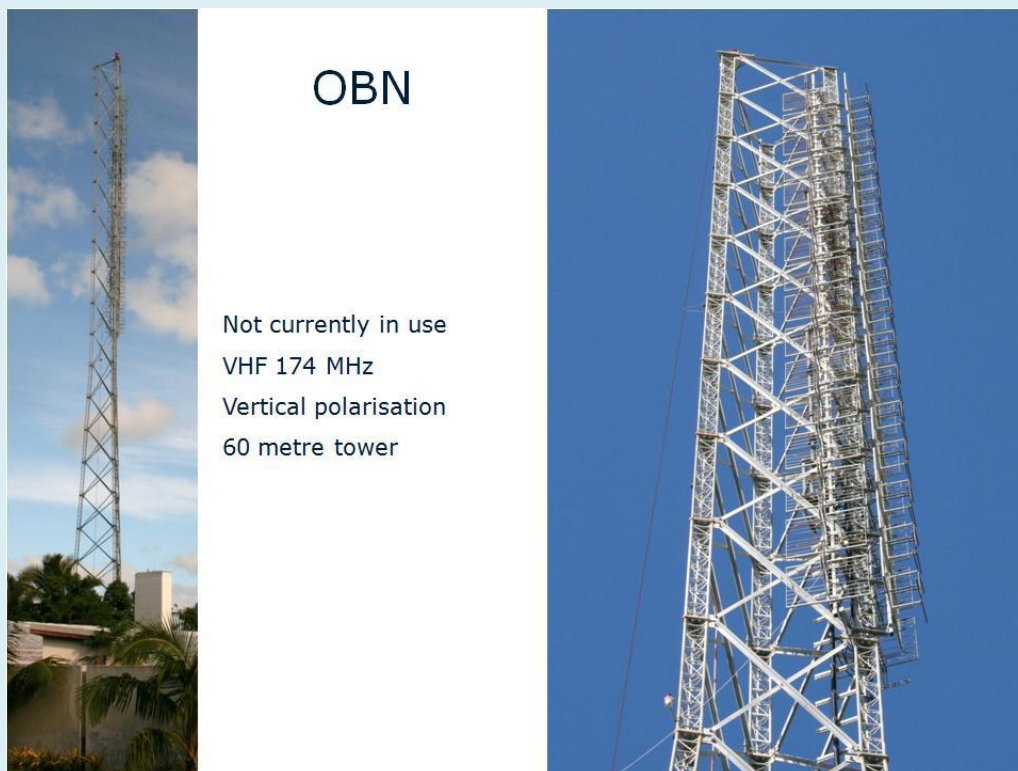 OBN
Not currently in use
VHF 174 MHz
Vertical polarisation
60 metre tower